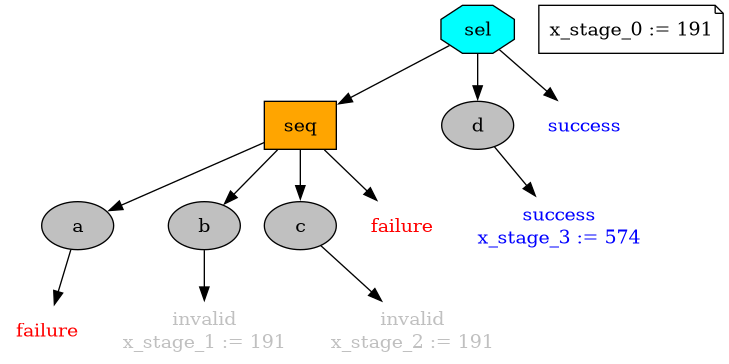 sel
x_stage_0 := 191
seq
d
success
a
b
c
failure
success
x_stage_3 := 574
failure
invalid
x_stage_1 := 191
invalid
x_stage_2 := 191